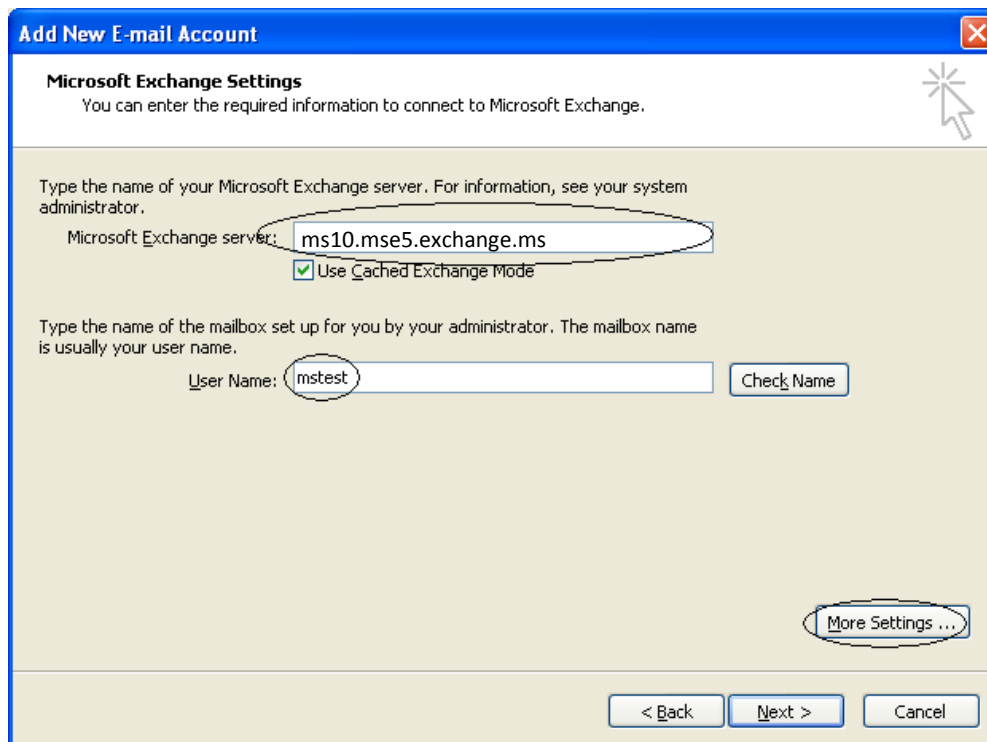 Add New E-mail Account
Microsoft Exchange Settings
You can enter the required information to connect to Microsoft Exchange.
Type the name of your Microsoft Exchange server. For information, see your system
administrator.
Microsoft Exchange server: ms10.mse5.exchange.ms
Use Cached Exchange Mode
Type the name of the mailbox set up for you by your administrator. The mailbox name
is usually your user name.
User Name: mstest Check Name
More Settings ...
< Back Next > Cancel